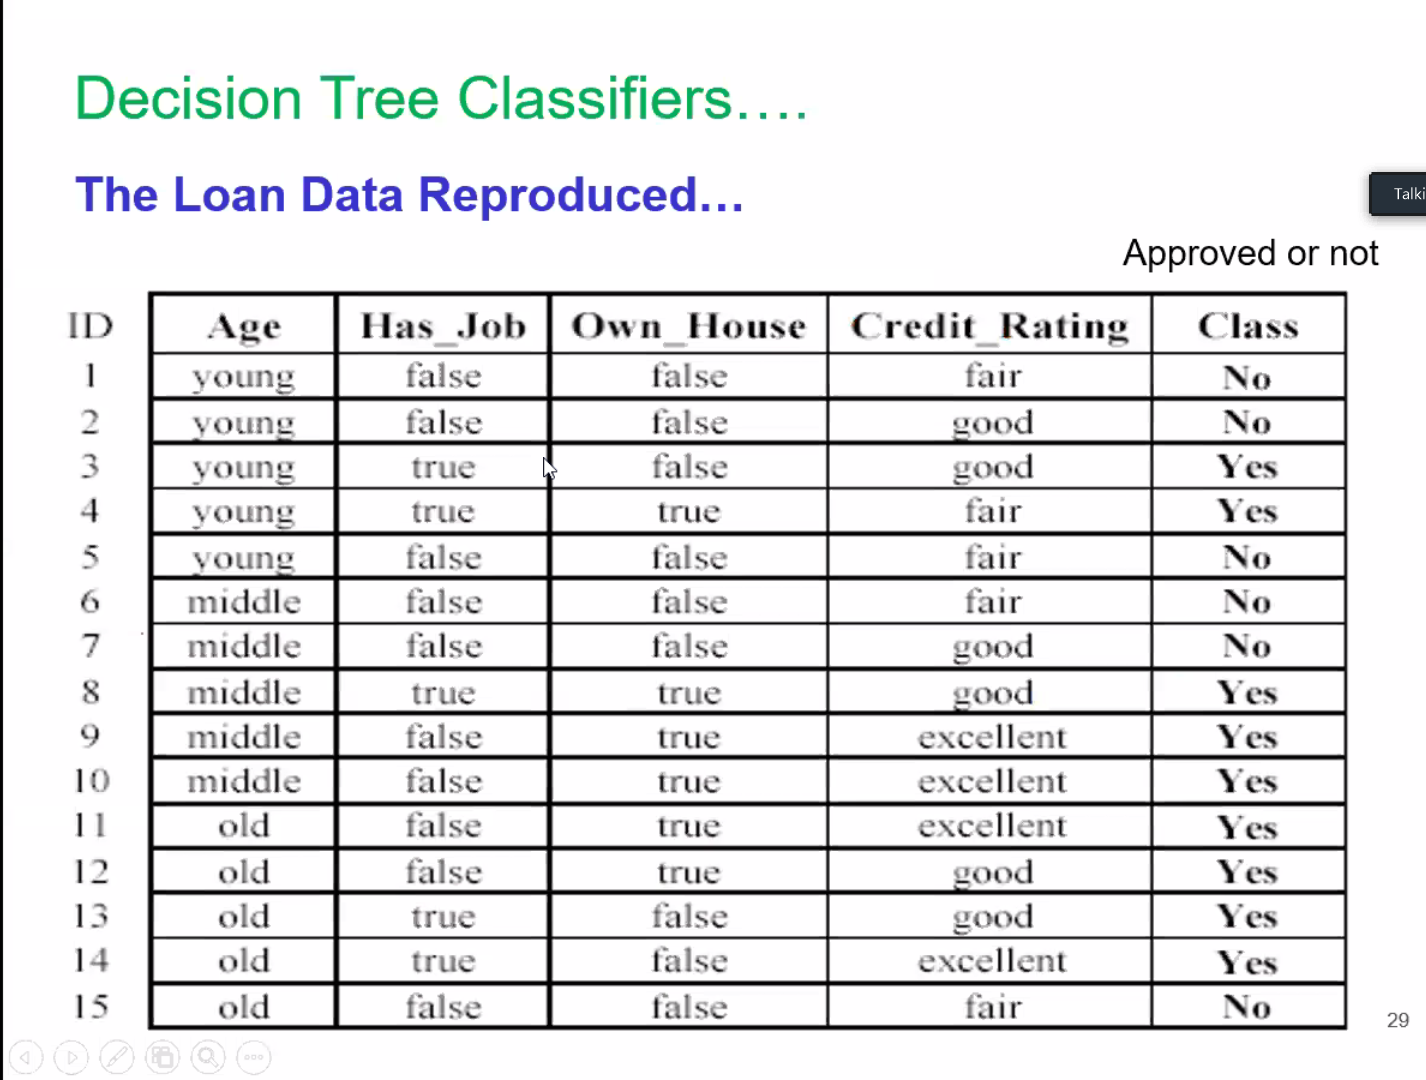 Decision Tree Classifiers....
The Loan Data Reproduced...
Talki
Approved or not
ID Age Has_Job Own_House Credit_Rating Class
1 young false false fair No
2 young false false good No
3 young true false good Yes
4 young true true fair Yes
5 young false false fair No
6 middle false false fair No
7 middle false false good No
8 middle true true good Yes
9 middle false true excellent Yes
10 middle false true excellent Yes
11 old false true excellent Yes
12 old false true good Yes
13 old true false good Yes
14 old true false excellent Yes
15 old false false fair No
29